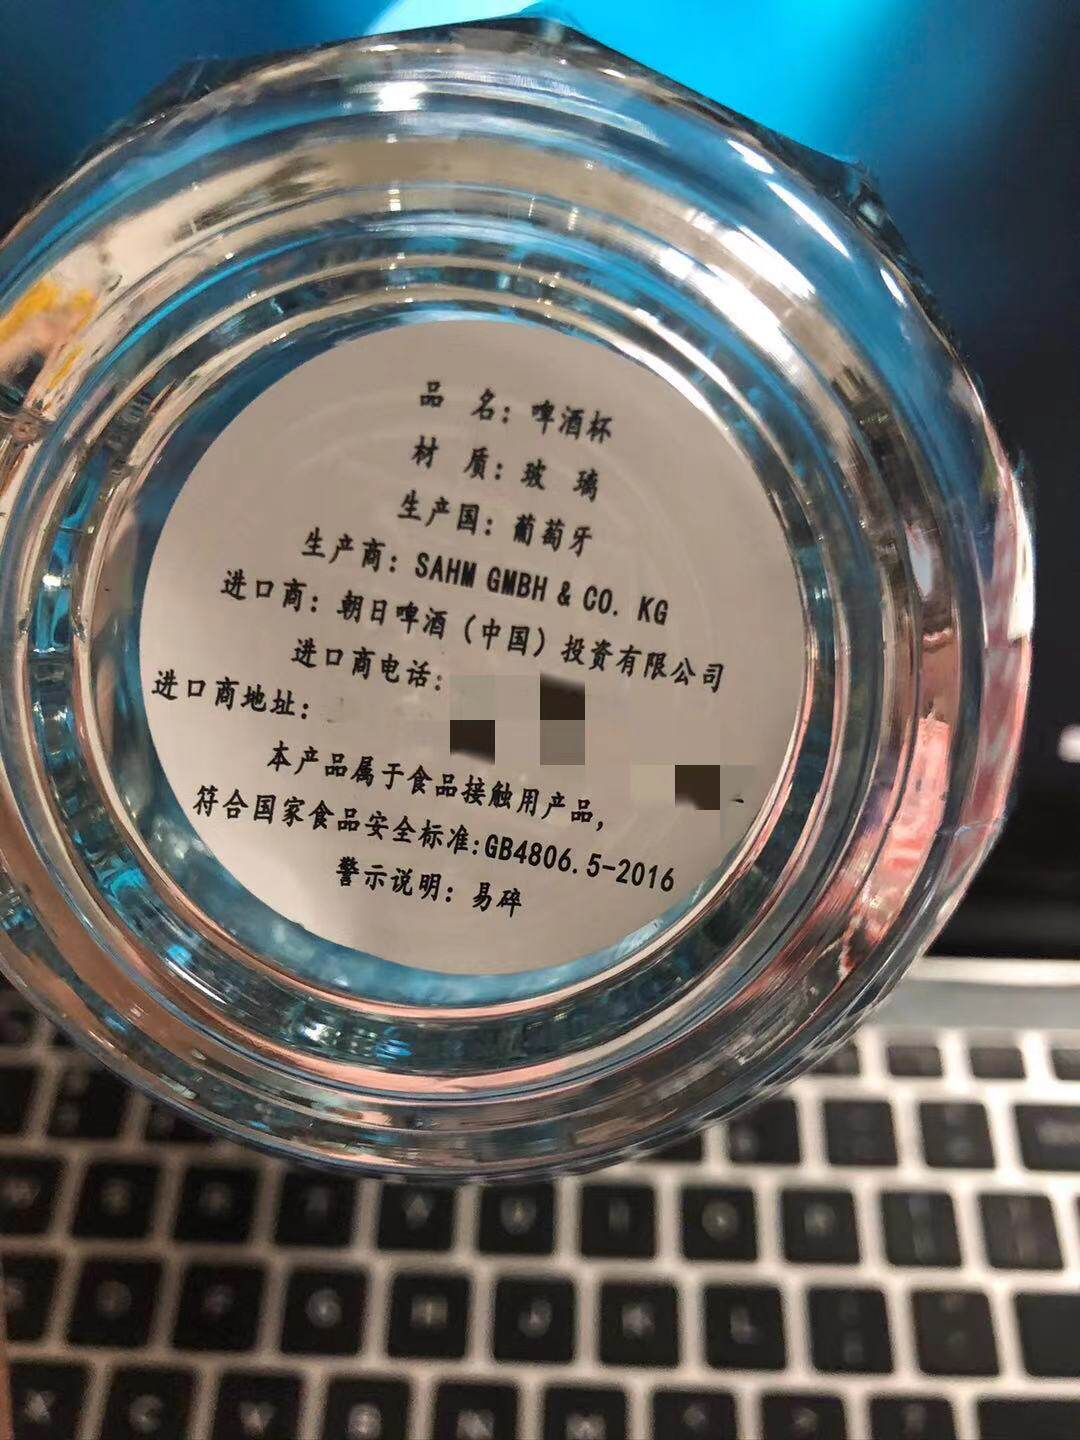 品 名：啤酒杯
材 质：玻 璃
生产国：葡萄牙
生产商：SAHM GMBH & CO. KG
进口商：朝日啤酒（中国）投资有限公司
进口商电话：
进口商地址：
本产品属于食品接触用产品，
符合国家食品安全标准:GB4806.5-2016
警示说明：易碎
G H J K L
X C V B N M